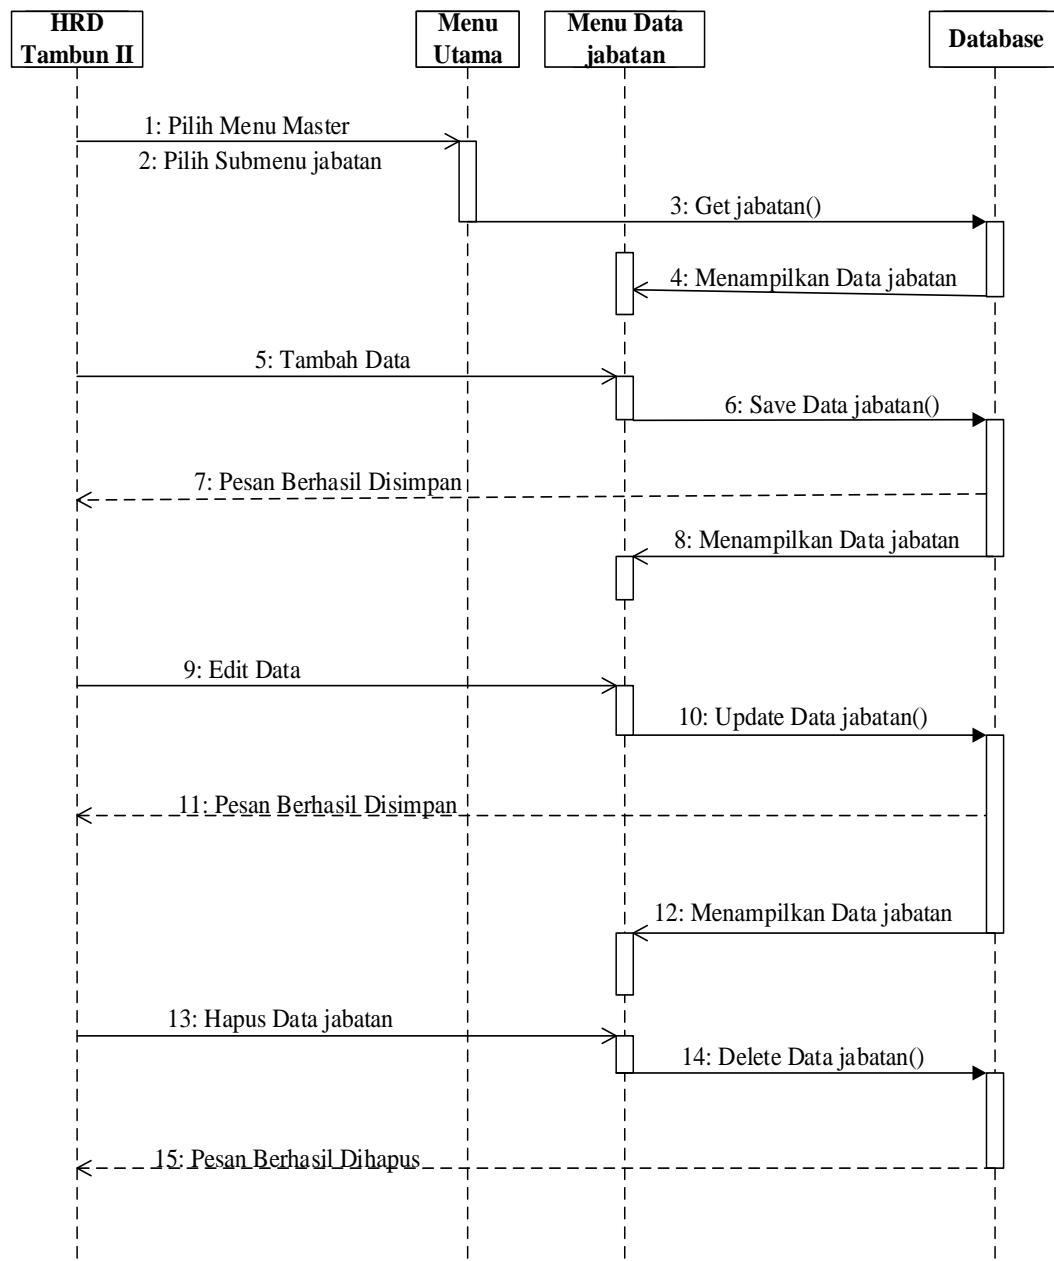 HRD
Tambun II
Menu
Utama
Menu Data
jabatan
Database
1: Pilih Menu Master
2: Pilih Submenu jabatan
3: Get jabatan()
4: Menampilkan Data jabatan
5: Tambah Data
6: Save Data jabatan()
7: Pesan Berhasil Disimpan
8: Menampilkan Data jabatan
9: Edit Data
10: Update Data jabatan()
11: Pesan Berhasil Disimpan
12: Menampilkan Data jabatan
13: Hapus Data jabatan
14: Delete Data jabatan()
15: Pesan Berhasil Dihapus